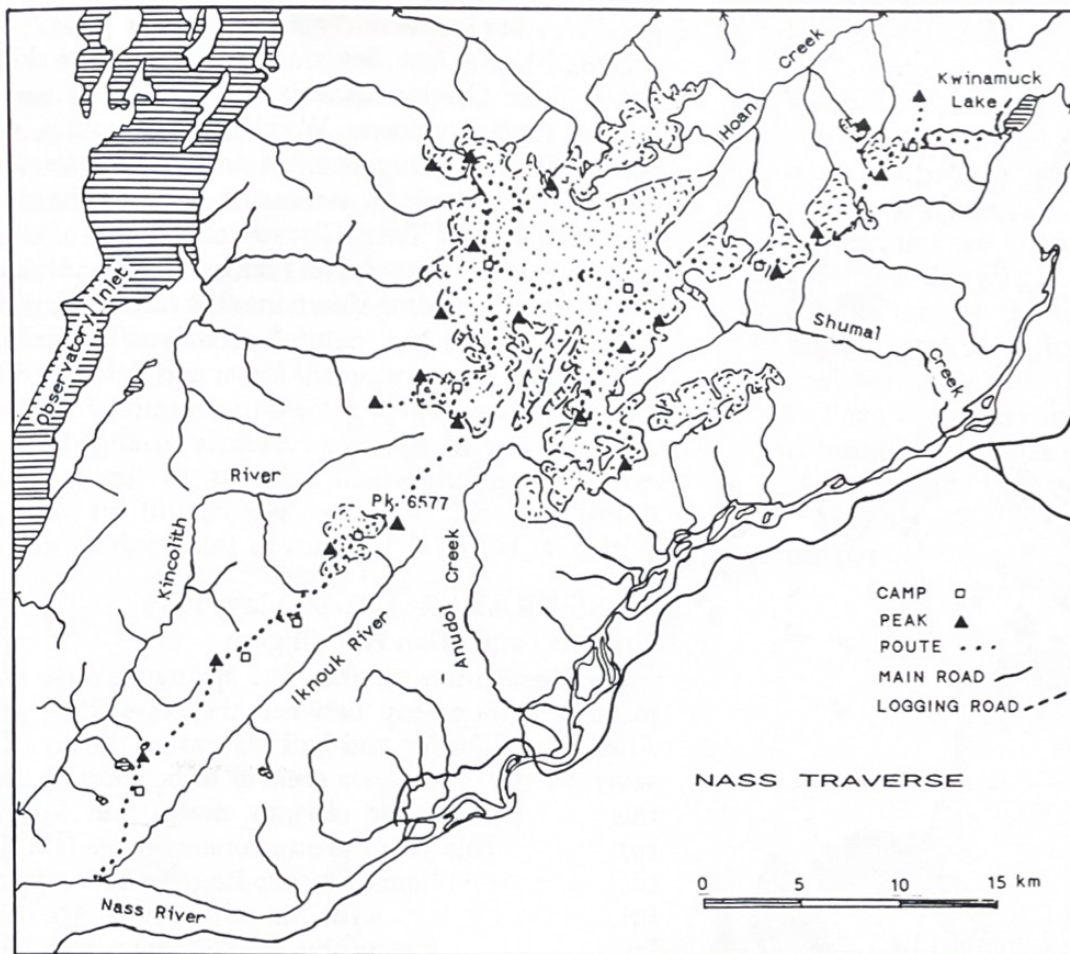 Hoan
Creek
Kwinamuck
Lake
Observatory Inlet
Shumal
Creek
River
Kincolith
Pk. 6577
Anudol Creek
Iknouk River
CAMP
PEAK
ROUTE
MAIN ROAD
LOGGING ROAD
NASS TRAVERSE
0 5 10 15 km
Nass River